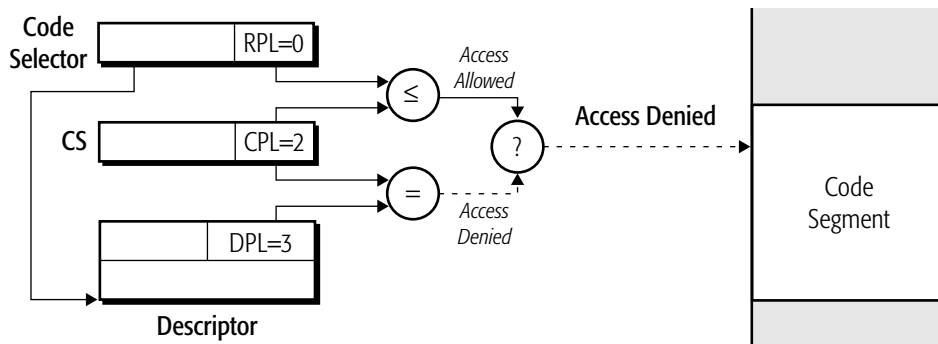 Code
Selector
RPL=0
CS
CPL=2
DPL=3
Descriptor
≤
=
Access
Allowed
?
Access
Denied
Access Denied
Code
Segment